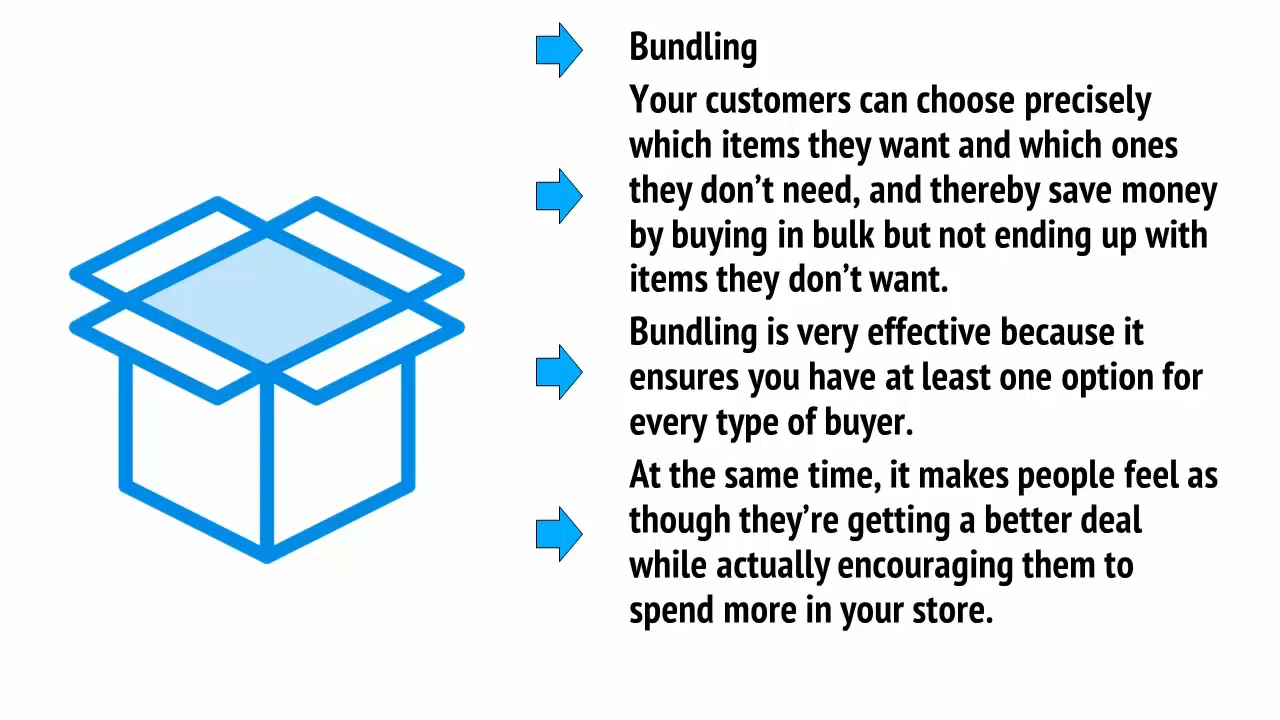 Bundling
Your customers can choose precisely
which items they want and which ones
they don’t need, and thereby save money
by buying in bulk but not ending up with
items they don’t want.
Bundling is very effective because it
ensures you have at least one option for
every type of buyer.
At the same time, it makes people feel as
though they’re getting a better deal
while actually encouraging them to
spend more in your store.